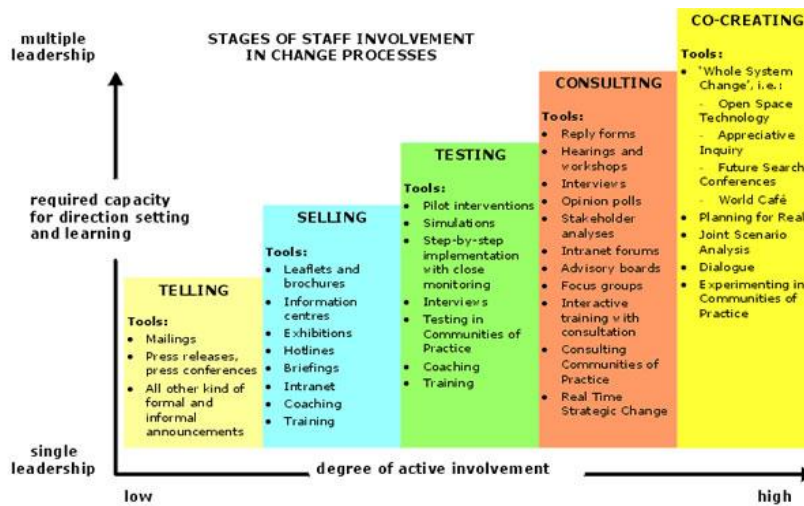 STAGES OF STAFF INVOLVEMENT
IN CHANGE PROCESSES
multiple
leadership
required capacity
for direction setting
and learning
single
leadership
TELLING
Tools:
• Mailings
• Press releases,
press conferences
• All other kind of
formal and
informal
announcements
SELLING
Tools:
• Leaflets and
brochures
• Information
centres
• Exhibitions
• Hotlines
• Briefings
• Intranet
• Coaching
• Training
TESTING
Tools:
• Pilot interventions
• Simulations
• Step-by-step
implementation
with close
monitoring
• Interviews
• Testing in
Communities of
Practice
• Coaching
• Training
CONSULTING
Tools:
• Reply forms
• Hearings and
workshops
• Interviews
• Opinion polls
• Stakeholder
analyses
• Intranet forums
• Advisory boards
• Focus groups
• Interactive
training with
consultation
• Consulting
Communities of
Practice
• Real Time
Strategic Change
CO-CREATING
Tools:
• 'Whole System
Change', i.e.:
- Open Space
Technology
- Appreciative
Inquiry
- Future Search
Conferences
- World Café
• Planning for Real
• Joint Scenario
Analysis
• Dialogue
• Experimenting in
Communities of
Practice
degree of active involvement
low
high